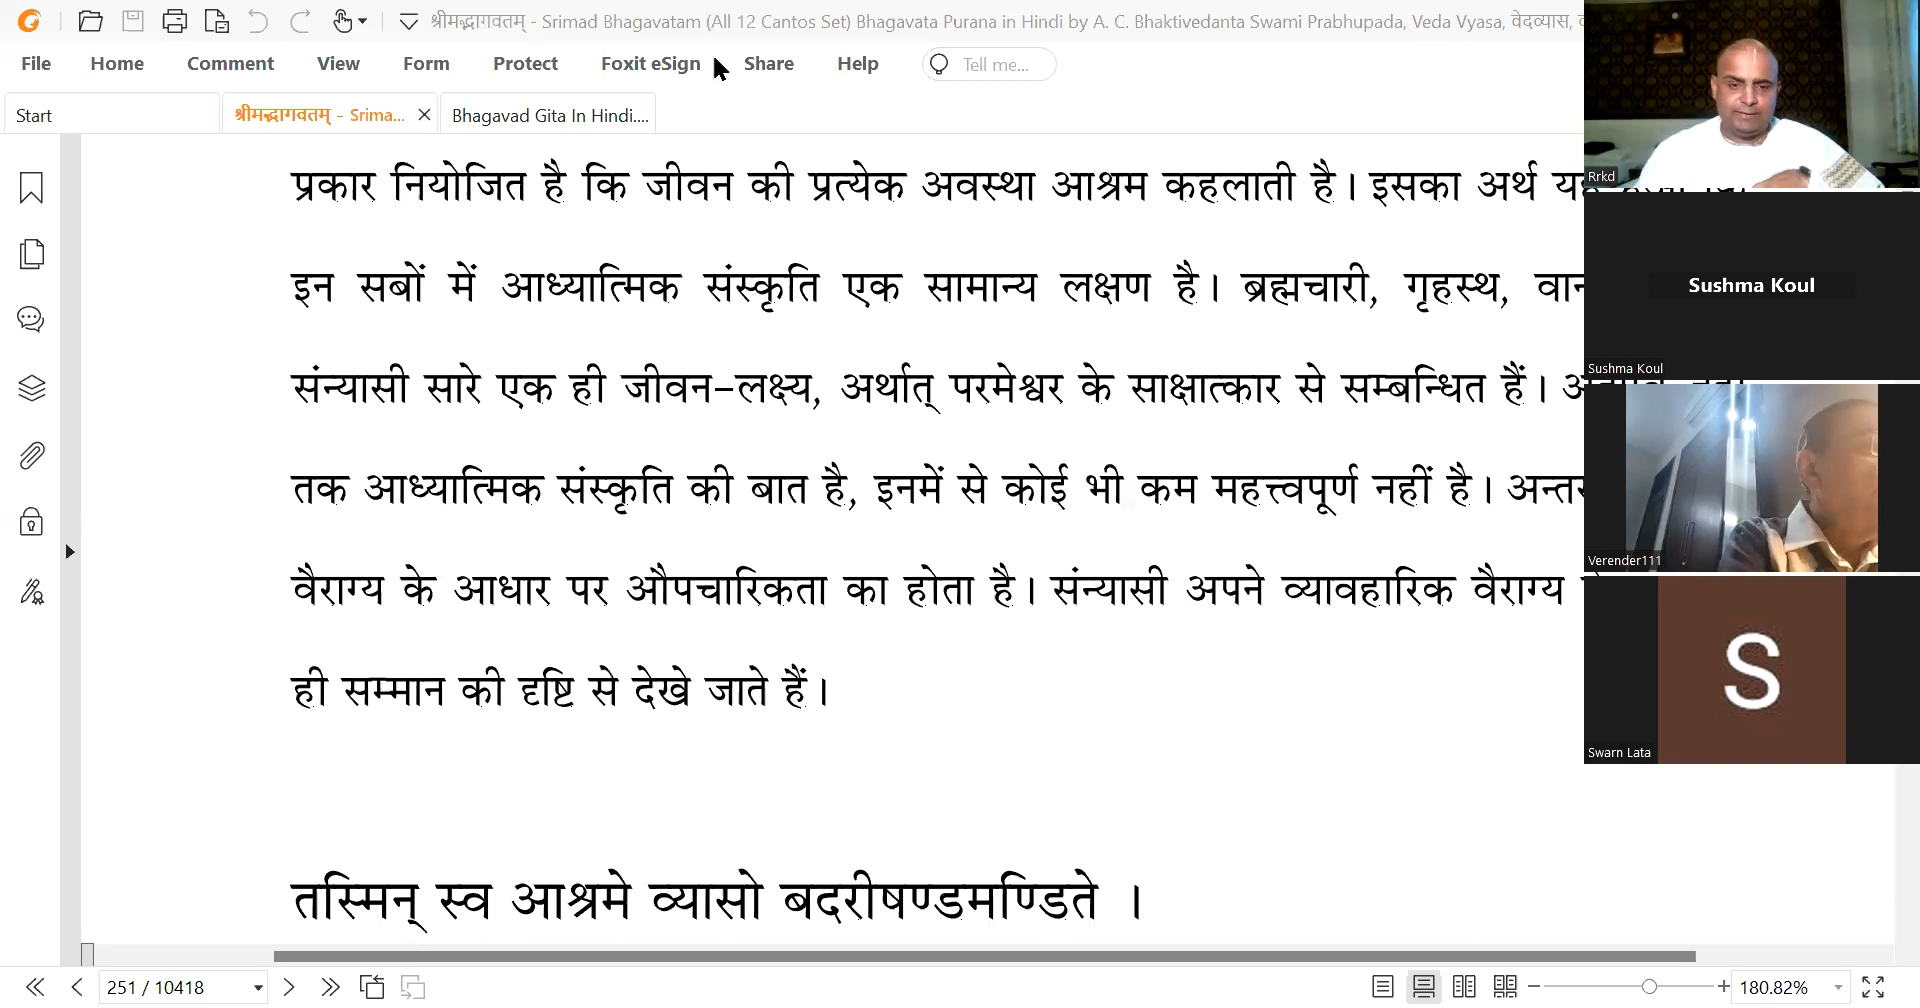 श्रीमद्भागवतम् - Srimad Bhagavatam (All 12 Cantos Set) Bhagavata Purana in Hindi by A. C. Bhaktivedanta Swami Prabhupada, Veda Vyasa, वेदव्यास,
File Home Comment View Form Protect Foxit eSign Share Help Tell me...
Start श्रीमद्भागवतम् - Srima... Bhagavad Gita In Hindi....
प्रकार नियोजित है कि जीवन की प्रत्येक अवस्था आश्रम कहलाती है। इसका अर्थ
इन सबों में आध्यात्मिक संस्कृति एक सामान्य लक्षण है। ब्रह्मचारी, गृहस्थ,
संन्यासी सारे एक ही जीवन-लक्ष्य, अर्थात् परमेश्वर के साक्षात्कार से सम्बन्धित हैं।
तक आध्यात्मिक संस्कृति की बात है, इनमें से कोई भी कम महत्त्वपूर्ण नहीं है।
वैराग्य के आधार पर औपचारिकता का होता है। संन्यासी अपने व्यावहारिक वैराग्य
ही सम्मान की दृष्टि से देखे जाते हैं।
तस्मिन् स्व आश्रमे व्यासो बदरीषण्डमण्डिते ।
Rrkd
Sushma Koul
Sushma Koul
Verender111
S
Swarn Lata
251 / 10418
180.82%